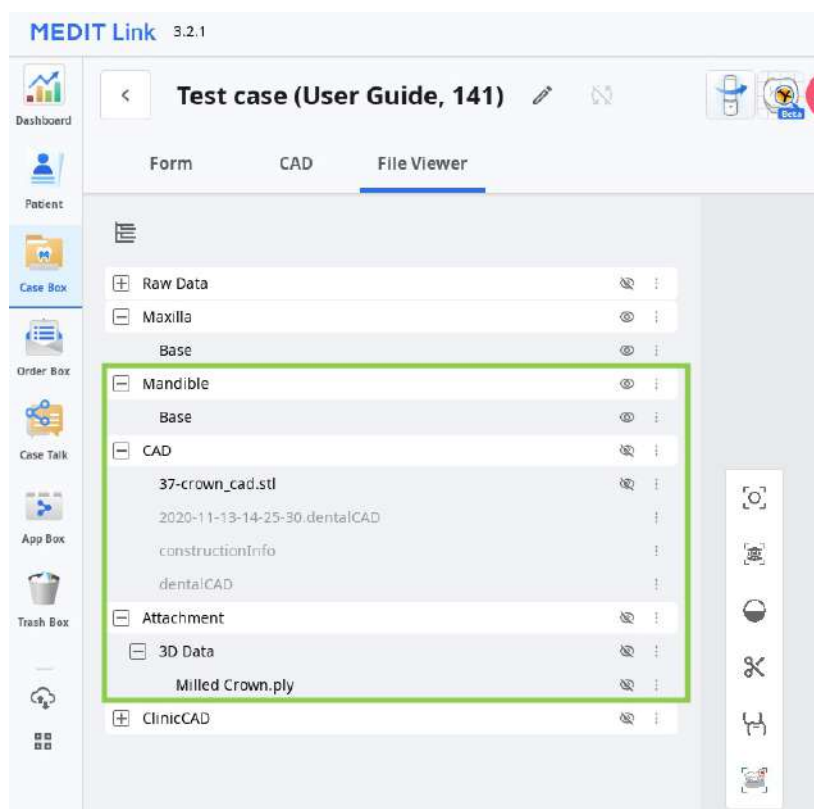 MEDIT Link 3.2.1
Dashboard
Test case (User Guide, 141)
Beta
Patient
Form CAD File Viewer
Case Box
Raw Data
Maxilla
Base
Order Box
Mandible
Base
Case Talk
CAD
37-crown_cad.stl
2020-11-13-14-25-30.dentalCAD
App Box
constructionInfo
dentalCAD
Trash Box
Attachment
3D Data
Milled Crown.ply
ClinicCAD